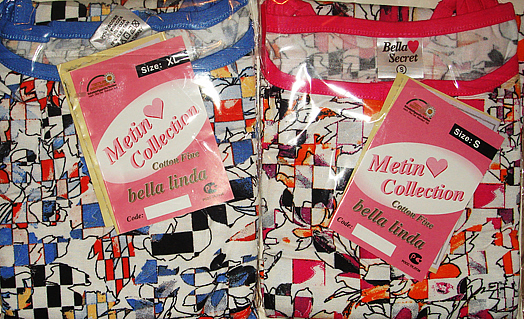 Size: XL
Metin
Collection
Cotton Fine
bella linda
Code:
Bella
Secret
S
Size: S
Metin
Collection
Cotton Fine
bella linda
Code: